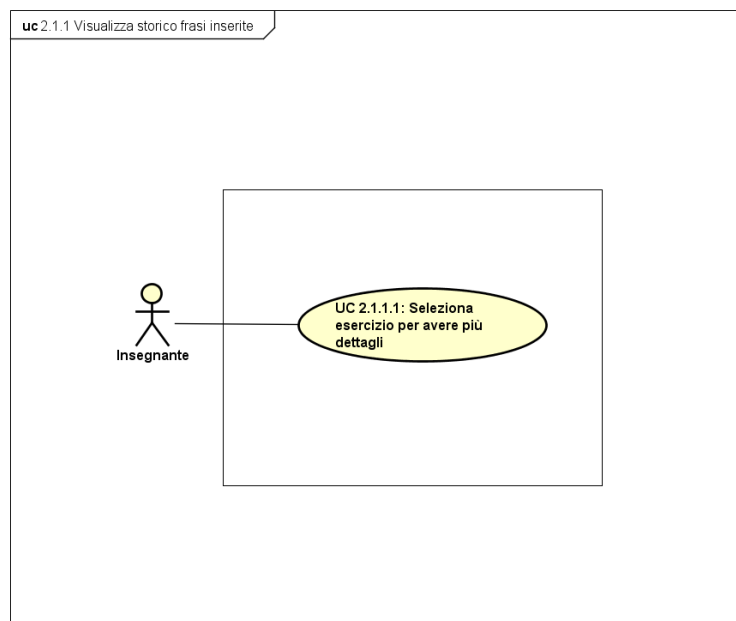 uc 2.1.1 Visualizza storico frasi inserite
UC 2.1.1.1: Seleziona
esercizio per avere più
dettagli
Insegnante